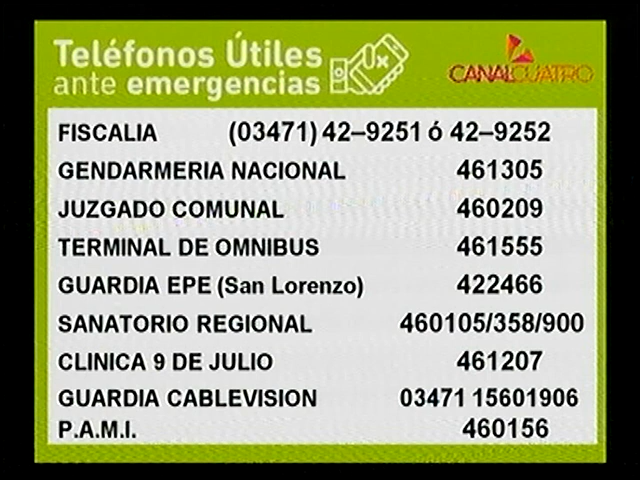 Teléfonos Útiles
ante emergencias
CANALCUATRO
FISCALIA (03471) 42–9251 ó 42–9252
GENDARMERIA NACIONAL 461305
JUZGADO COMUNAL 460209
TERMINAL DE OMNIBUS 461555
GUARDIA EPE (San Lorenzo) 422466
SANATORIO REGIONAL 460105/358/900
CLINICA 9 DE JULIO 461207
GUARDIA CABLEVISION 03471 15601906
P.A.M.I. 460156